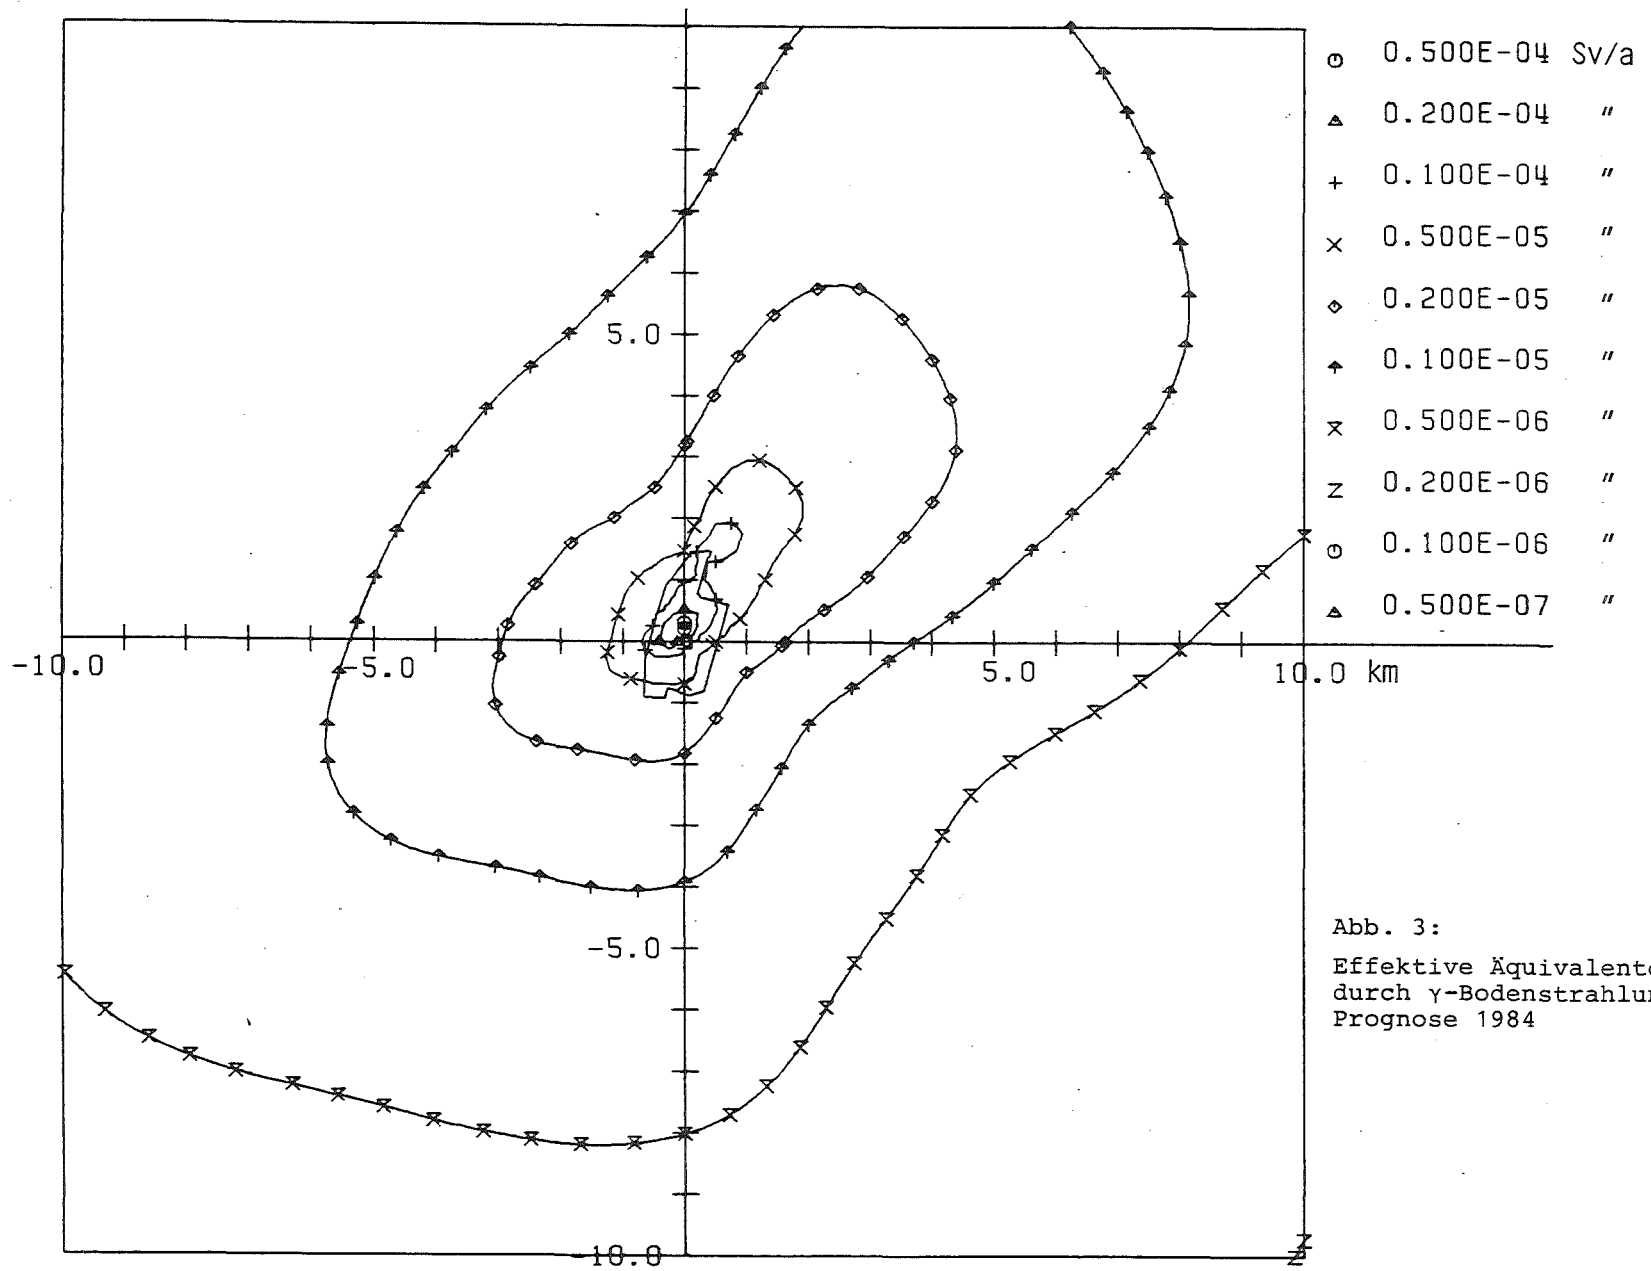 0.500E-04 Sv/a
0.200E-04 "
0.100E-04 "
0.500E-05 "
0.200E-05 "
0.100E-05 "
0.500E-06 "
0.200E-06 "
0.100E-06 "
0.500E-07 "
5.0
-10.0
-5.0
5.0
10.0 km
-5.0
-10.0
Abb. 3:
Effektive
durch
Prognose 1984